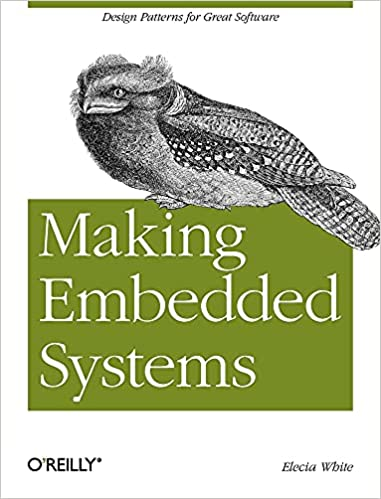 Design Patterns for Great Software
Making
Embedded
Systems
O'REILLY®
Elecia White